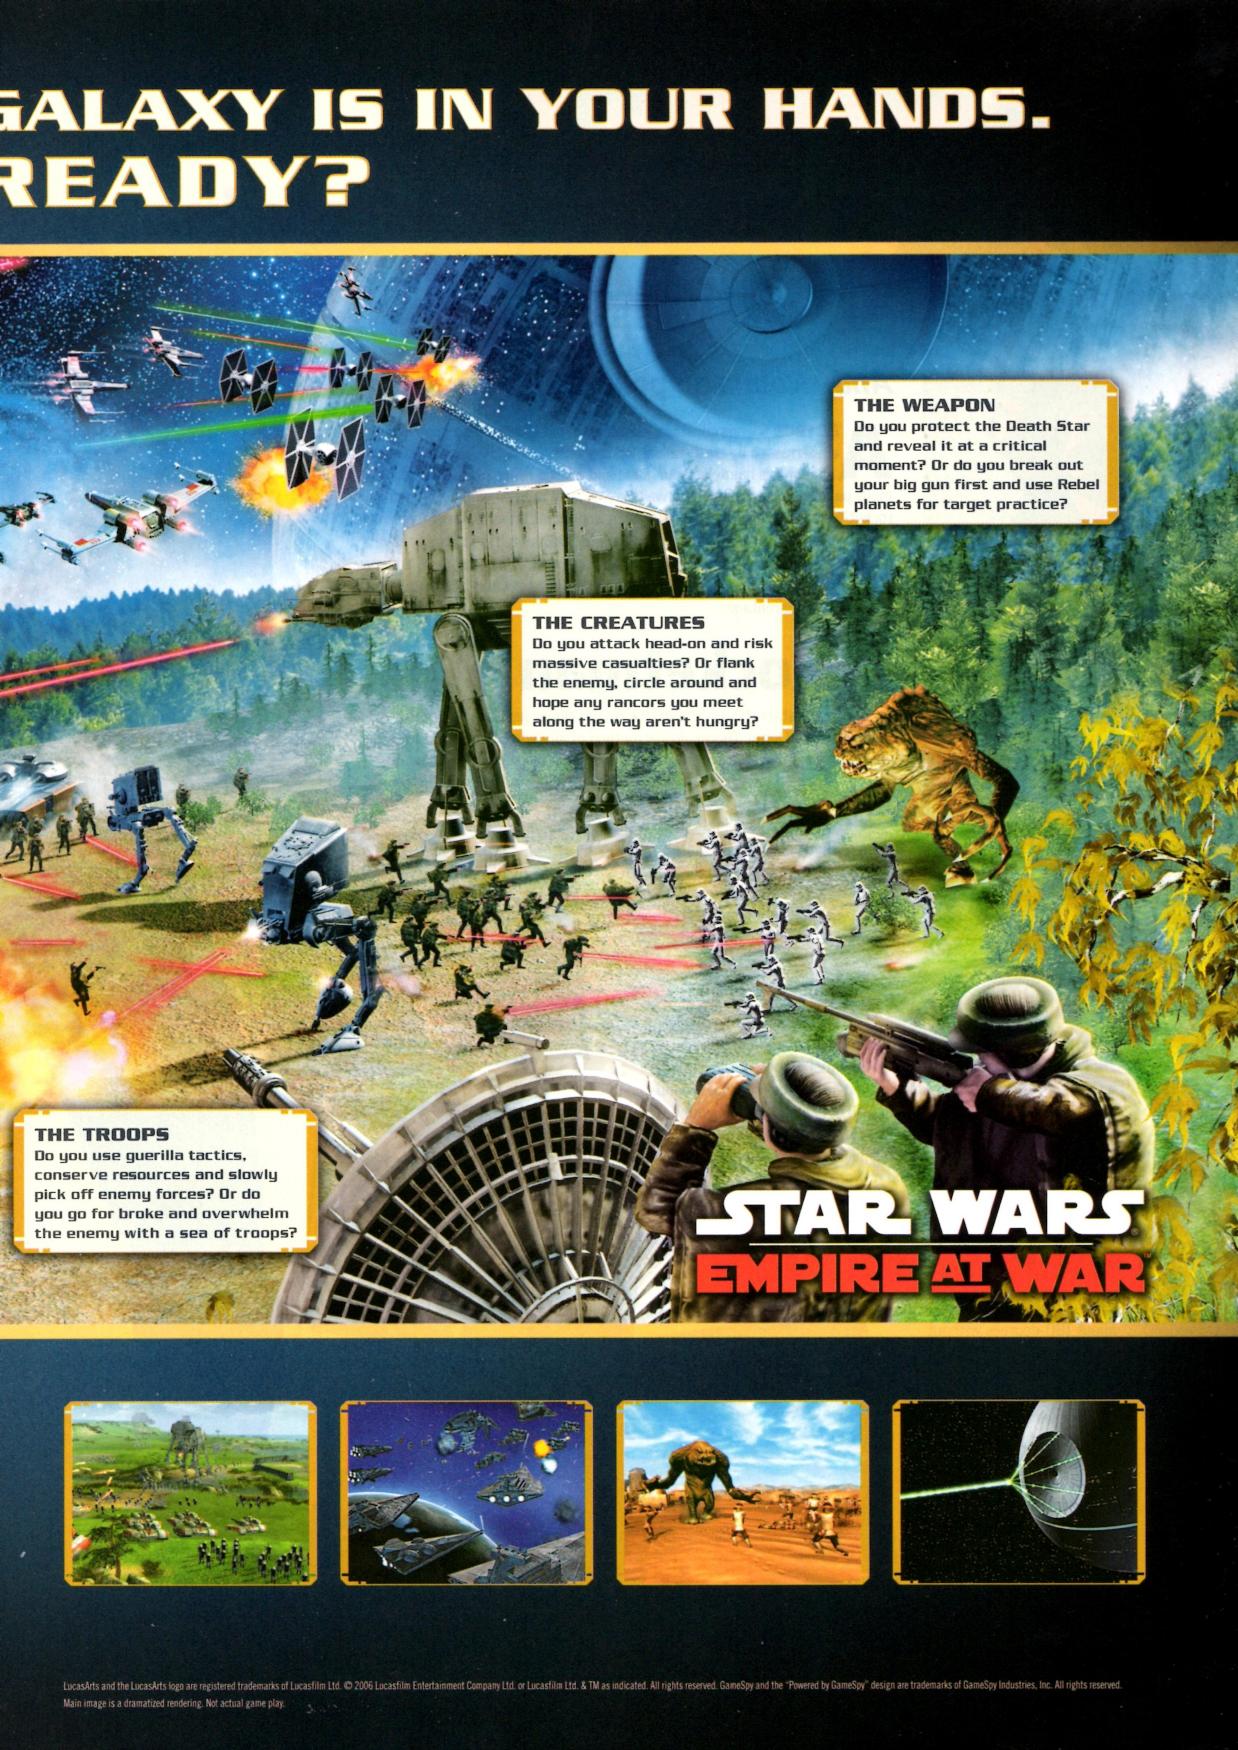 GALAXY IS IN YOUR HANDS.
READY?
THE WEAPON
Do you protect the Death Star
and reveal it at a critical
moment? Or do you break out
your big gun first and use Rebel
planets for target practice?
THE CREATURES
Do you attack head-on and risk
massive casualties? Or flank
the enemy, circle around and
hope any rancors you meet
along the way aren't hungry?
THE TROOPS
Do you use guerilla tactics,
conserve resources and slowly
pick off enemy forces? Or do
you go for broke and overwhelm
the enemy with a sea of troops?
STAR WARS®
EMPIRE AT WAR™
LucasArts and the LucasArts logo are registered trademarks of Lucasfilm Ltd. © 2006 Lucasfilm Entertainment Company Ltd. or Lucasfilm Ltd. & TM as indicated. All rights reserved. GameSpy and the "Powered by GameSpy" design are trademarks of GameSpy Industries, Inc. All rights reserved.
Main image is a dramatized rendering. Not actual game play.